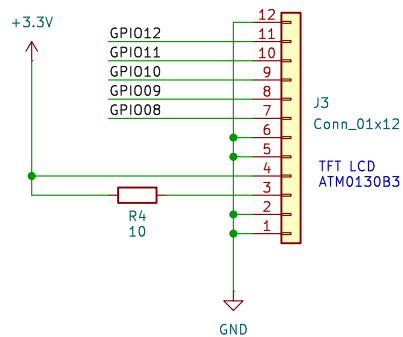 +3.3V
12
GPIO12 11
GPIO11 10
GPIO10 9
GPIO09 8
GPIO08 7
6
5
4
3
2
1
J3
Conn_01x12
TFT LCD
ATM0130B3
R4
10
GND